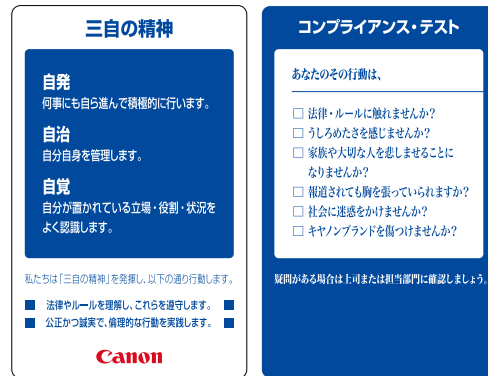 三自の精神
自発
何事にも自ら進んで積極的に行います。
自治
自分自身を管理します。
自覚
自分が置かれている立場・役割・状況を
よく認識します。
私たちは「三自の精神」を発揮し、以下の通り行動します。
法律やルールを理解し、これらを遵守します。
公正かつ誠実で、倫理的な行動を実践します。
Canon
コンプライアンス・テスト
あなたのその行動は、
□ 法律・ルールに触れませんか？
□ うしろめたさを感じませんか？
□ 家族や大切な人を悲しませることに
なりませんか？
□ 報道されても胸を張っていられますか？
□ 社会に迷惑をかけませんか？
□ キヤノンブランドを傷つけませんか？
疑問がある場合は上司または担当部門に確認しましょう。